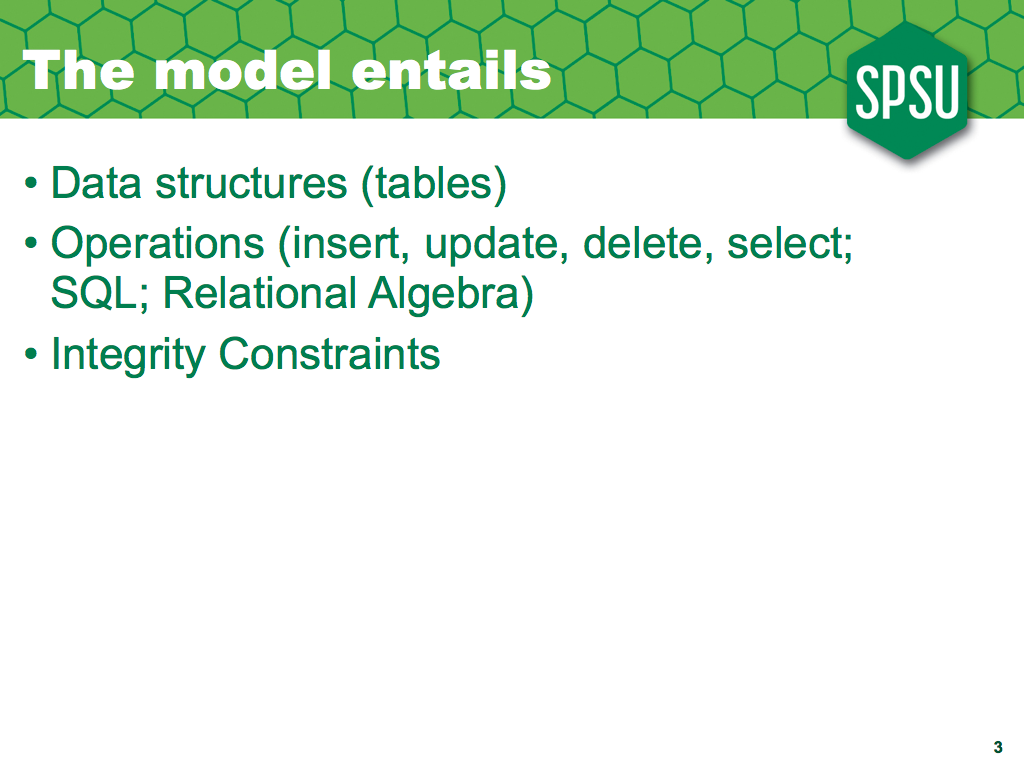 The model entails
SPSU
• Data structures (tables)
• Operations (insert, update, delete, select;
SQL; Relational Algebra)
• Integrity Constraints
3